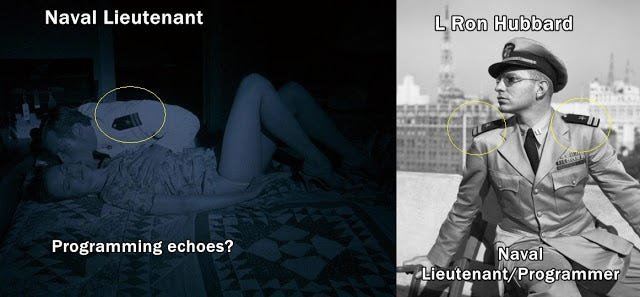 Naval Lieutenant
Programming echoes?
L Ron Hubbard
Naval
Lieutenant/Programmer